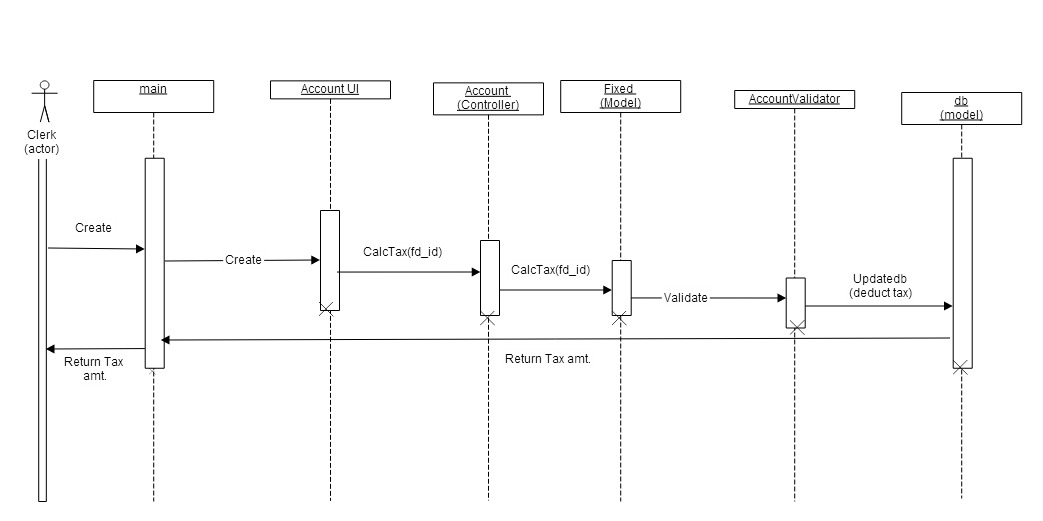 main
Account UI
Account
(Controller)
Fixed
(Model)
AccountValidator
db
(model)
Clerk
(actor)
Create
Create
CalcTax(fd_id)
CalcTax(fd_id)
Validate
Updatedb
(deduct tax)
Return Tax
amt.
Return Tax amt.